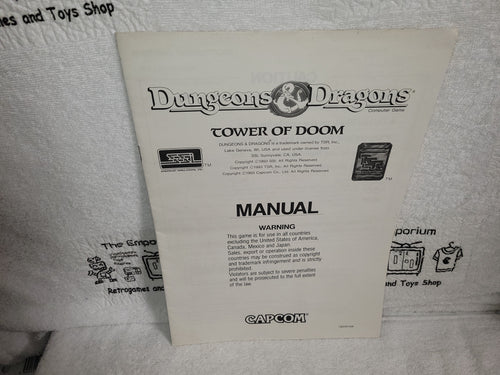 es and Toys Shop
Dungeons & Dragons®
Computer Game
TOWER OF DOOM
DUNGEONS & DRAGONS is a trademark owned by TSR, Inc.,
Lake Geneva, WI, USA and used under license from
SSI, Sunnyvale, CA, USA.
Copyright ©1993 SSI. All Rights Reserved.
Copyright ©1993 TSR, Inc. All Rights Reserved.
Copyright ©1993 Capcom Co., Ltd. All Rights Reserved.
TM
TM
MANUAL
WARNING
This game is for use in all countries
excluding the United States of America,
Canada, Mexico and Japan.
Sales, export or operation inside these
countries may be construed as copyright
and trademark infringement and is strictly
prohibited.
Violators are subject to severe penalties
and will be prosecuted to the full extent
of the law.
CAPCOM
The Empo
porium
Retrogames and
d Toys Shop